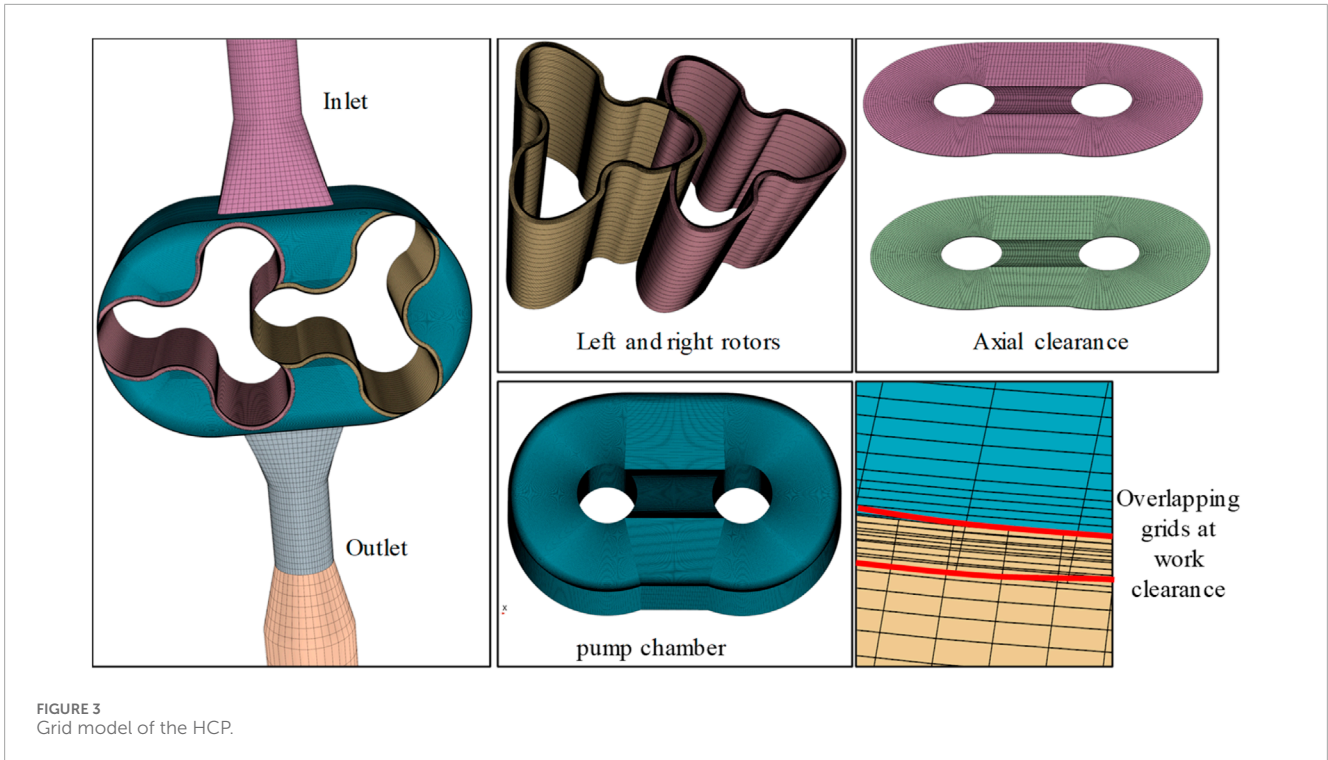 Inlet
Outlet
Left and right rotors
Axial clearance
pump chamber
x
Overlapping
grids at
work
clearance
FIGURE 3
Grid model of the HCP.